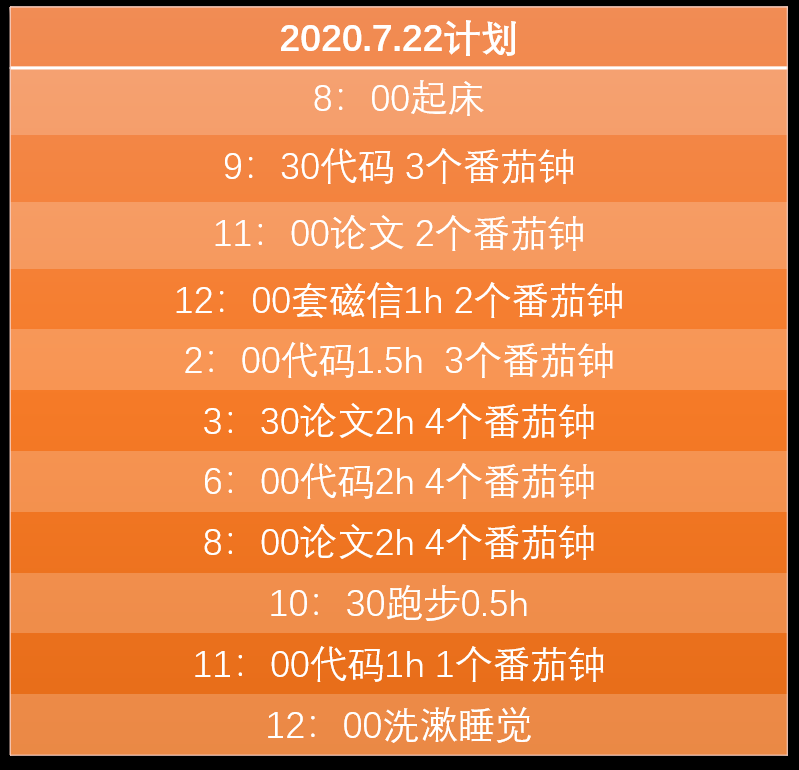 2020.7.22计划
8：00起床
9：30代码 3个番茄钟
11：00论文 2个番茄钟
12：00套磁信1h 2个番茄钟
2：00代码1.5h  3个番茄钟
3：30论文2h 4个番茄钟
6：00代码2h 4个番茄钟
8：00论文2h 4个番茄钟
10：30跑步0.5h
11：00代码1h 1个番茄钟
12：00洗漱睡觉